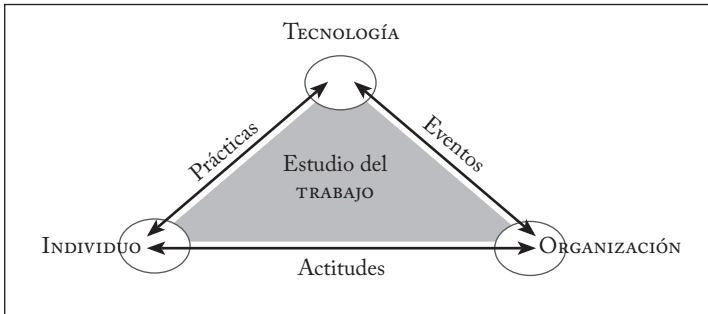 Tecnología
Prácticas
Eventos
Estudio del
trabajo
Individuo
Organización
Actitudes